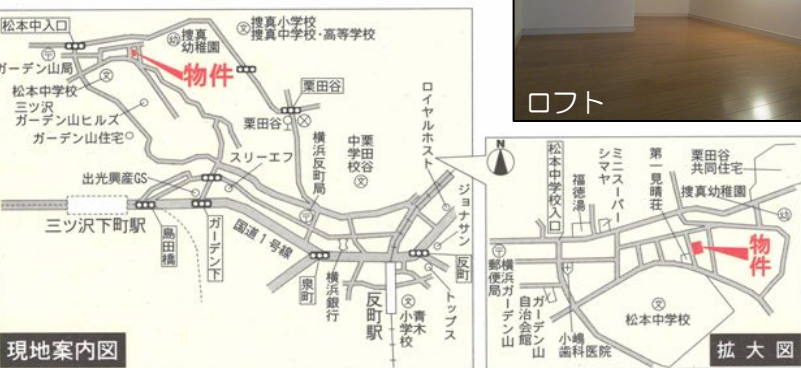 松本中入口
捜真
幼稚園
捜真小学校
捜真中学校・高等学校
ガーデン山局
物件
松本中学校
三ツ沢
ガーデン山ヒルズ
ガーデン山住宅
栗田谷
栗田谷
横浜反町局
栗田谷
中学校
ロイヤルホスト
スリーエフ
出光興産GS
ジョナサン
三ツ沢下町駅
島田橋
ガーデン下
国道1号線
泉町
横浜銀行
反町駅
反町
青木
小学校
トップス
現地案内図
ロフト
N
松本中学校入口
福徳湯
ミニスーパー
シマヤ
第一見晴荘
栗田谷
共同住宅
捜真幼稚園
物件
横浜ガーデン山
郵便局
ガーデン山
自治会館
小嶋
歯科医院
松本中学校
拡大図